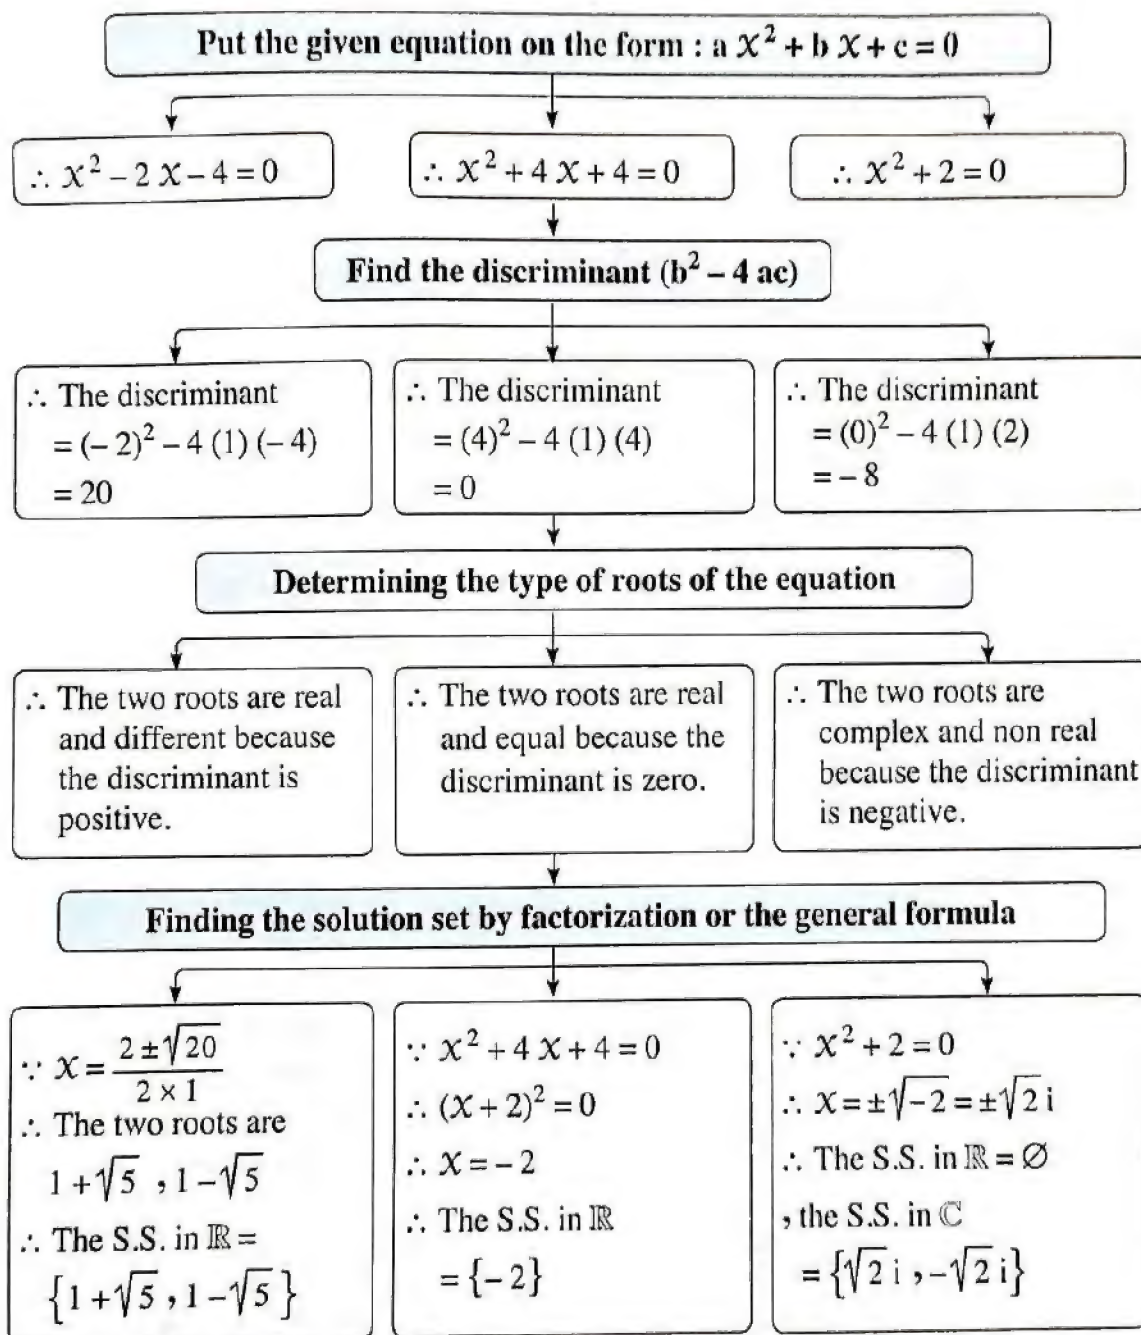 Put the given equation on the form : a x² + b x + c = 0
∴ x² – 2 x – 4 = 0
∴ x² + 4 x + 4 = 0
∴ x² + 2 = 0
Find the discriminant (b² – 4 ac)
∴ The discriminant
= (– 2)² – 4 (1) (– 4)
= 20
∴ The discriminant
= (4)² – 4 (1) (4)
= 0
∴ The discriminant
= (0)² – 4 (1) (2)
= – 8
Determining the type of roots of the equation
∴ The two roots are real
and different because
the discriminant is
positive.
∴ The two roots are real
and equal because the
discriminant is zero.
∴ The two roots are
complex and non real
because the discriminant
is negative.
Finding the solution set by factorization or the general formula
∵ x = (2 ± √20) / (2 × 1)
∴ The two roots are
1 + √5 , 1 – √5
∴ The S.S. in ℝ =
{1 + √5 , 1 – √5}
∵ x² + 4 x + 4 = 0
∴ (x + 2)² = 0
∴ x = – 2
∴ The S.S. in ℝ
= {– 2}
∵ x² + 2 = 0
∴ x = ± √–2 = ± √2 i
∴ The S.S. in ℝ = ∅
, the S.S. in ℂ
= {√2 i , – √2 i}